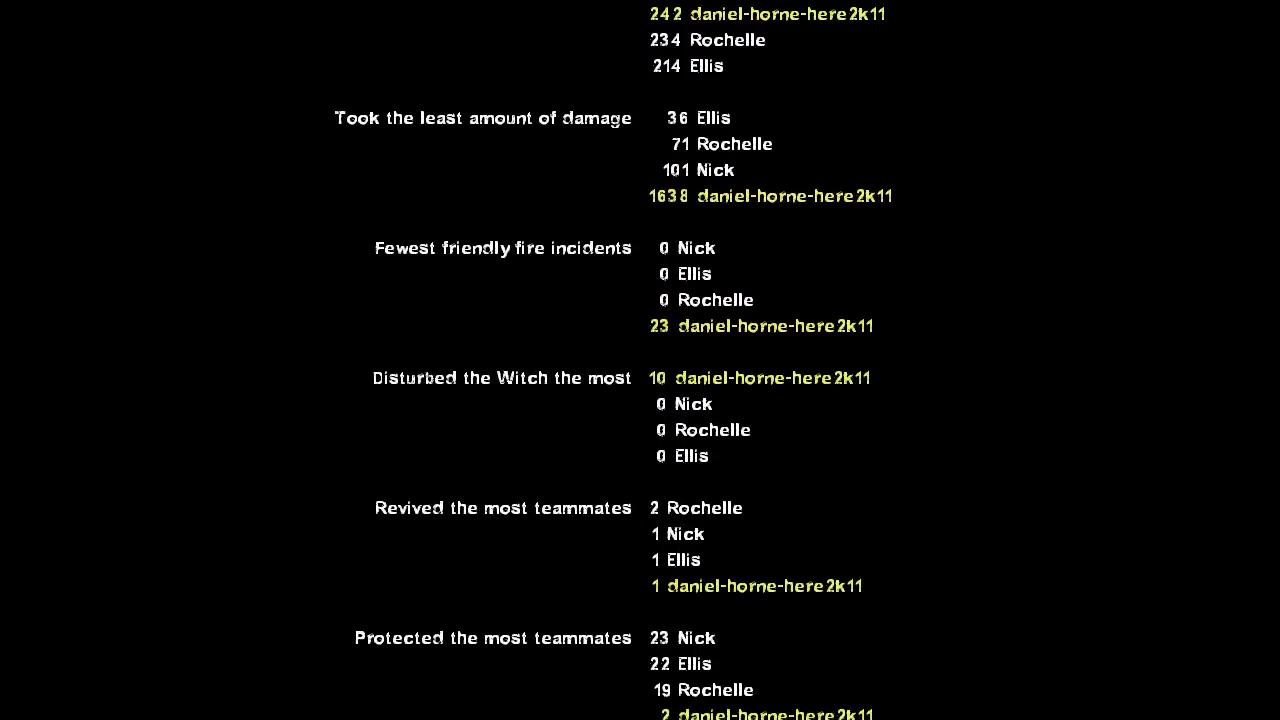 242 daniel-horne-here2k11
234 Rochelle
214 Ellis
Took the least amount of damage 36 Ellis
71 Rochelle
101 Nick
1638 daniel-horne-here2k11
Fewest friendly fire incidents 0 Nick
0 Ellis
0 Rochelle
23 daniel-horne-here2k11
Disturbed the Witch the most 10 daniel-horne-here2k11
0 Nick
0 Rochelle
0 Ellis
Revived the most teammates 2 Rochelle
1 Nick
1 Ellis
1 daniel-horne-here2k11
Protected the most teammates 23 Nick
22 Ellis
19 Rochelle
2 daniel-horne-here2k11